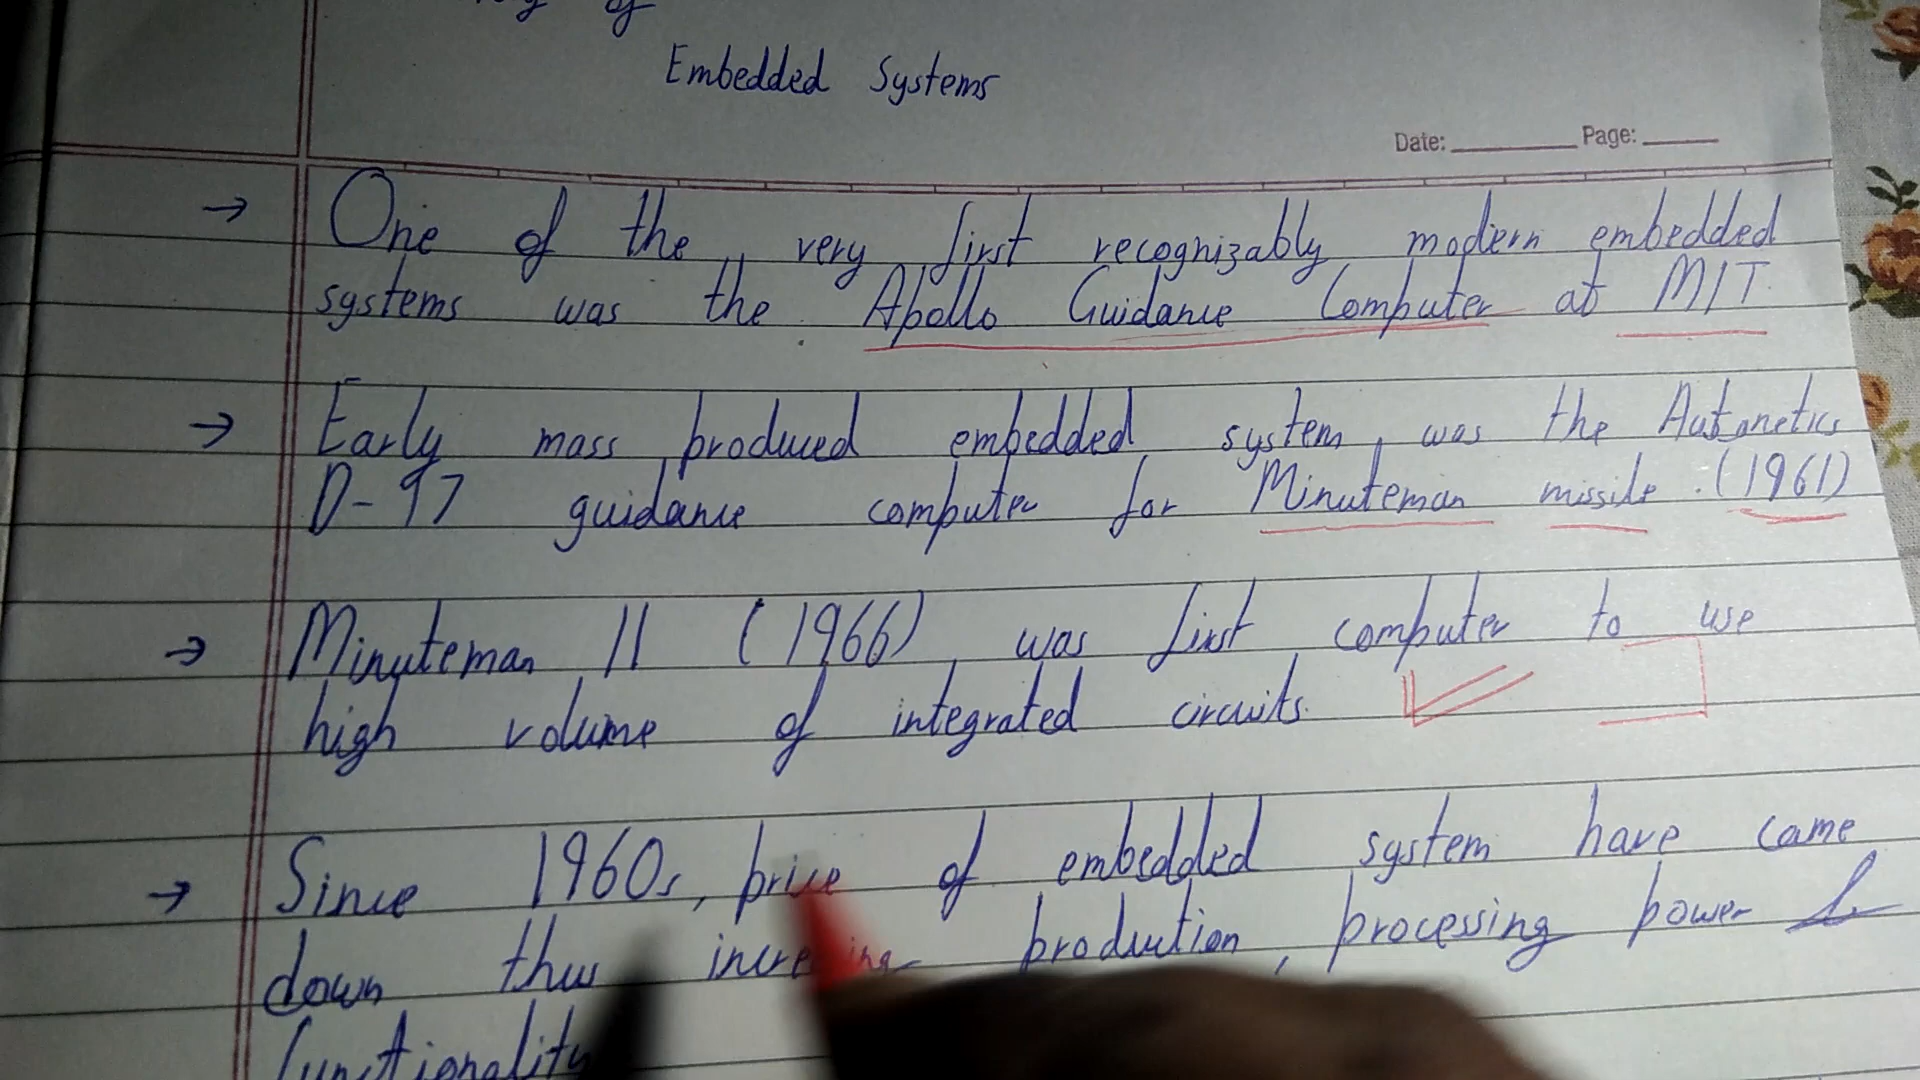 of
Embedded Systems
Date: Page:
→ One of the very first recognizably modern embedded
systems was the Apollo Guidance Computer at MIT.
→ Early mass produced embedded system, was the Autonetics
D-97 guidance computer for Minuteman missile. (1961)
→ Minuteman II (1966) was first computer to use
high volume of integrated circuits.
→ Since 1960s, price of embedded system have came
down thus production, processing power &
functionality